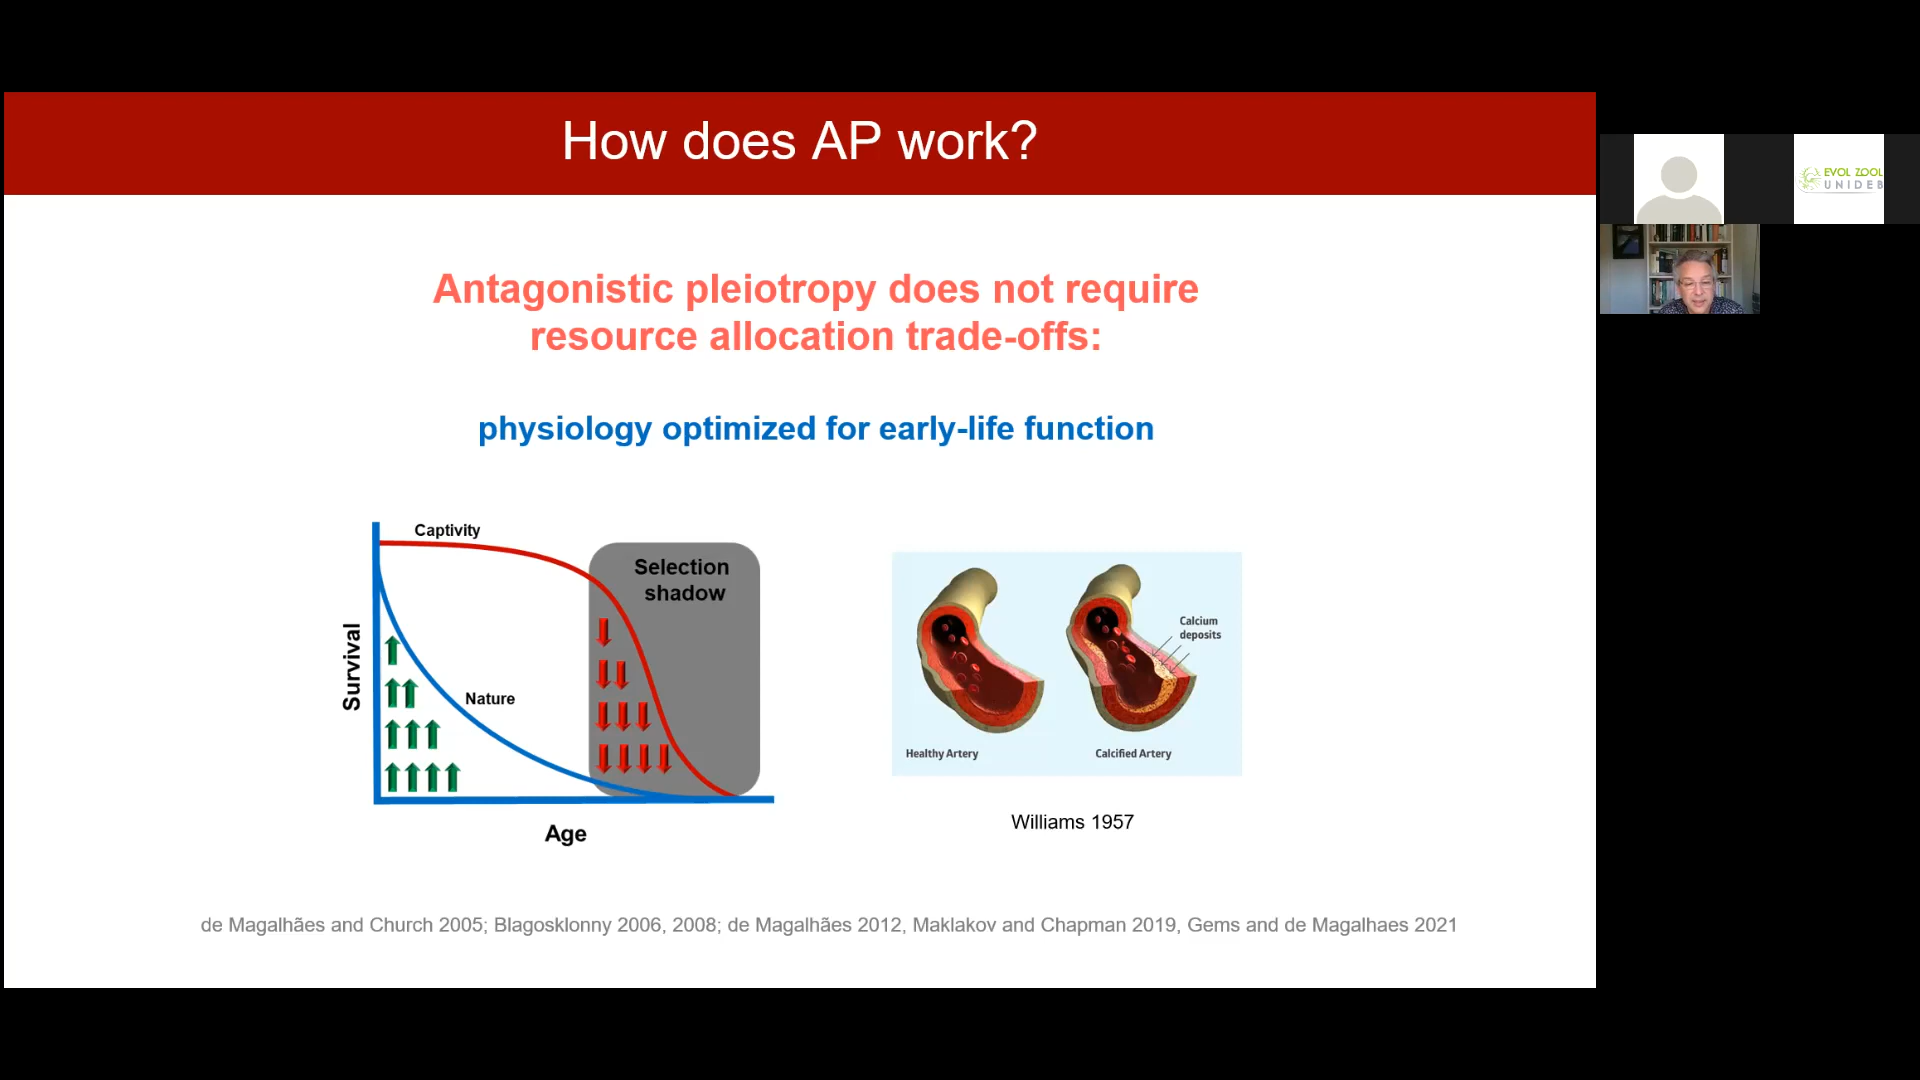 How does AP work?
Antagonistic pleiotropy does not require
resource allocation trade-offs:
physiology optimized for early-life function
Captivity
Selection
shadow
Nature
Survival
Age
Calcium
deposits
Healthy Artery
Calcified Artery
Williams 1957
de Magalhães and Church 2005; Blagosklonny 2006, 2008; de Magalhães 2012, Maklakov and Chapman 2019, Gems and de Magalhaes 2021
EVOL ZOOL
UNIDEB